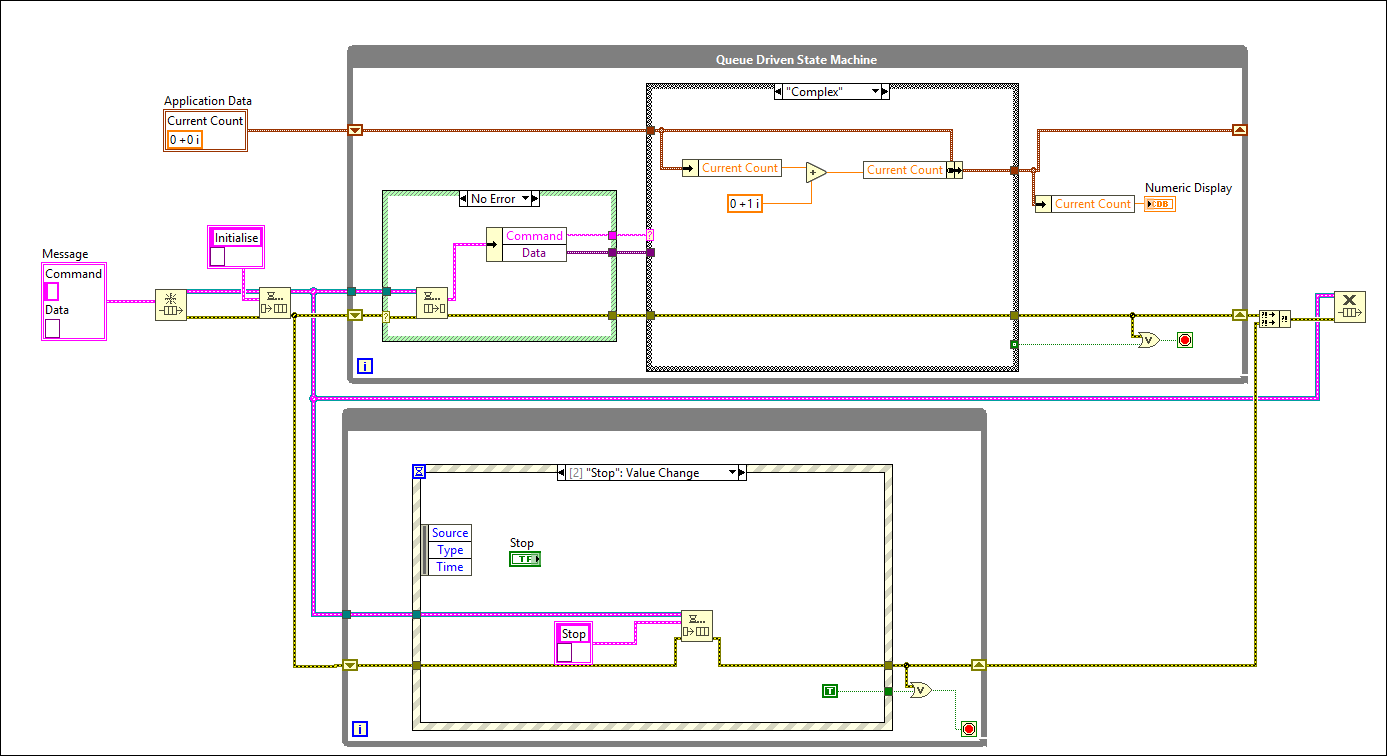 Queue Driven State Machine
"Complex"
Application Data
Current Count
0 +0 i
Current Count
Current Count
+
0 +1 i
Numeric Display
Current Count
CDB
No Error
Command
Data
?
?
Initialise
Message
Command
Data
?!
?!
?!
V
i
[2] "Stop": Value Change
Source
Type
Time
Stop
TF
Stop
T
V
i